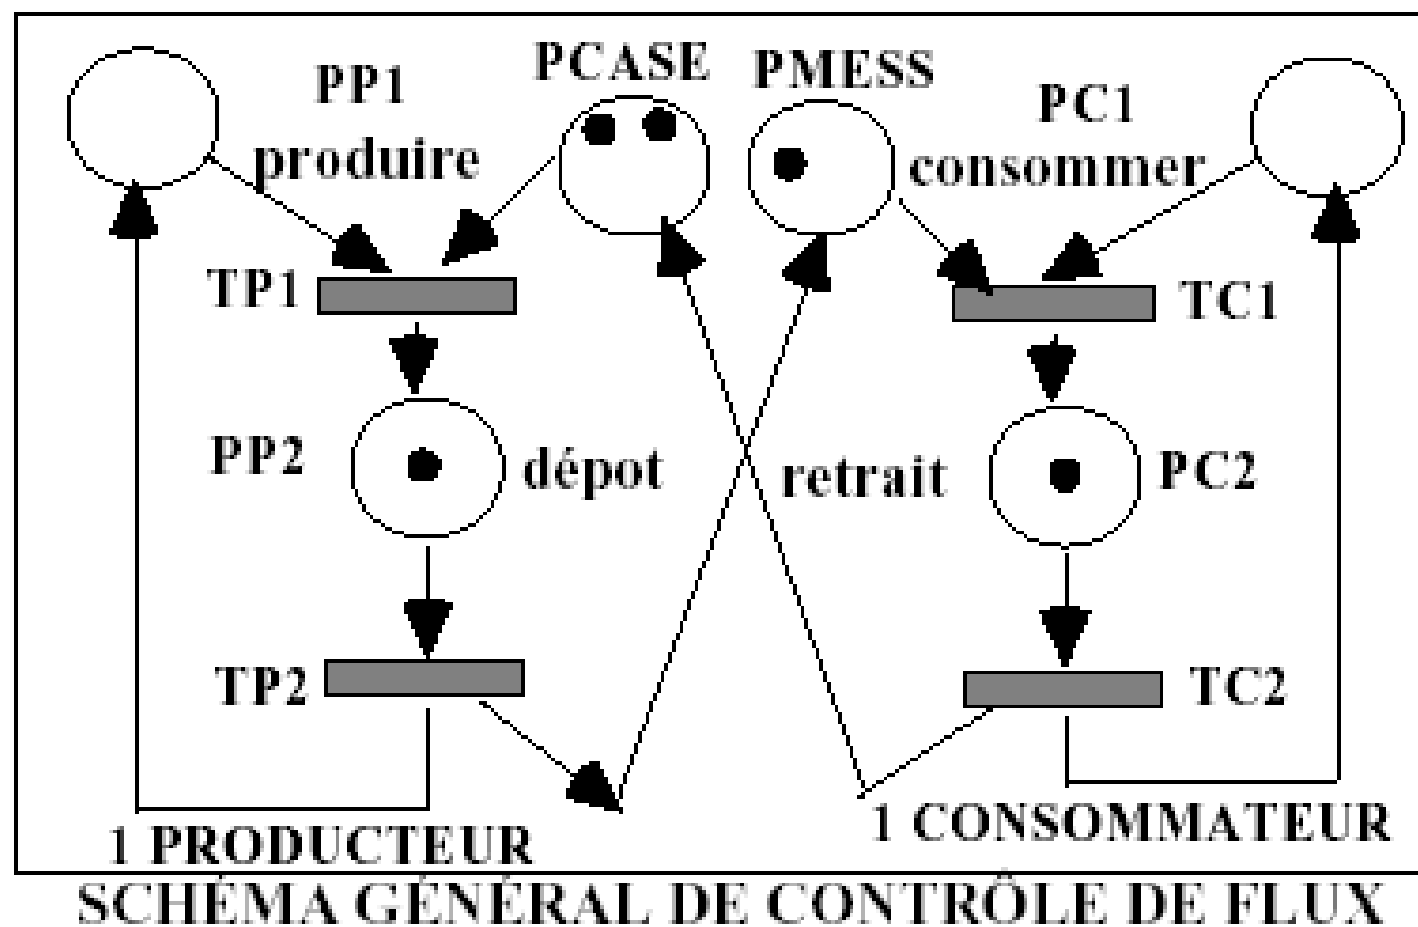 PCASE
PMESS
PP1
produire
PC1
consommer
TP1
TC1
PP2
dépot
retrait
PC2
TP2
TC2
1 PRODUCTEUR
1 CONSOMMATEUR
SCHÉMA GÉNÉRAL DE CONTRÔLE DE FLUX